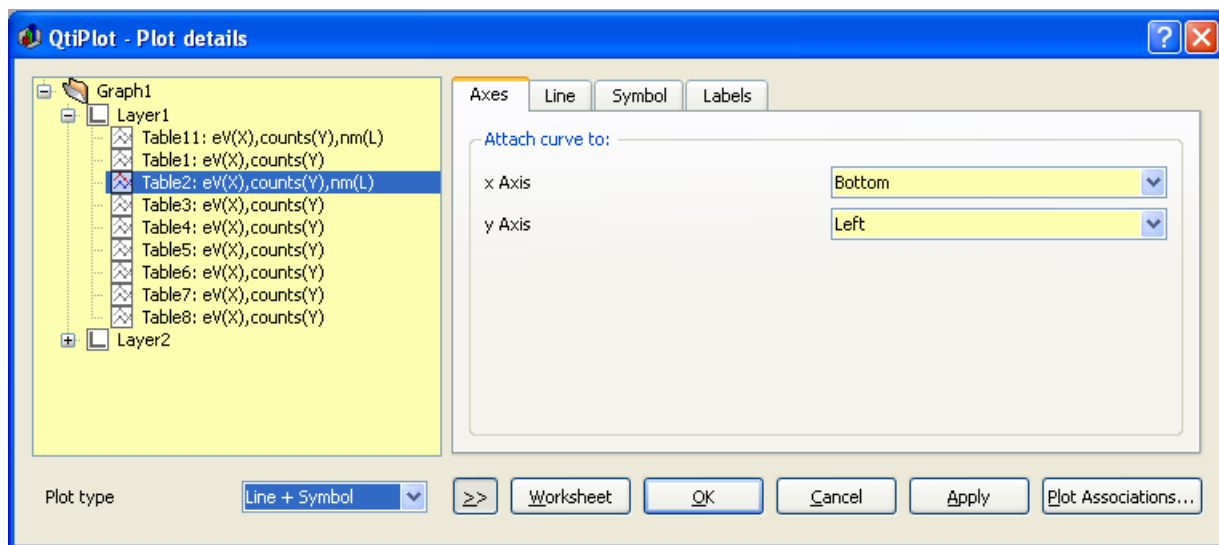 QtiPlot - Plot details
Graph1
Layer1
Table11: eV(X),counts(Y),nm(L)
Table1: eV(X),counts(Y)
Table2: eV(X),counts(Y),nm(L)
Table3: eV(X),counts(Y)
Table4: eV(X),counts(Y)
Table5: eV(X),counts(Y)
Table6: eV(X),counts(Y)
Table7: eV(X),counts(Y)
Table8: eV(X),counts(Y)
Layer2
Axes Line Symbol Labels
Attach curve to:
x Axis Bottom
y Axis Left
Plot type Line + Symbol >> Worksheet OK Cancel Apply Plot Associations...